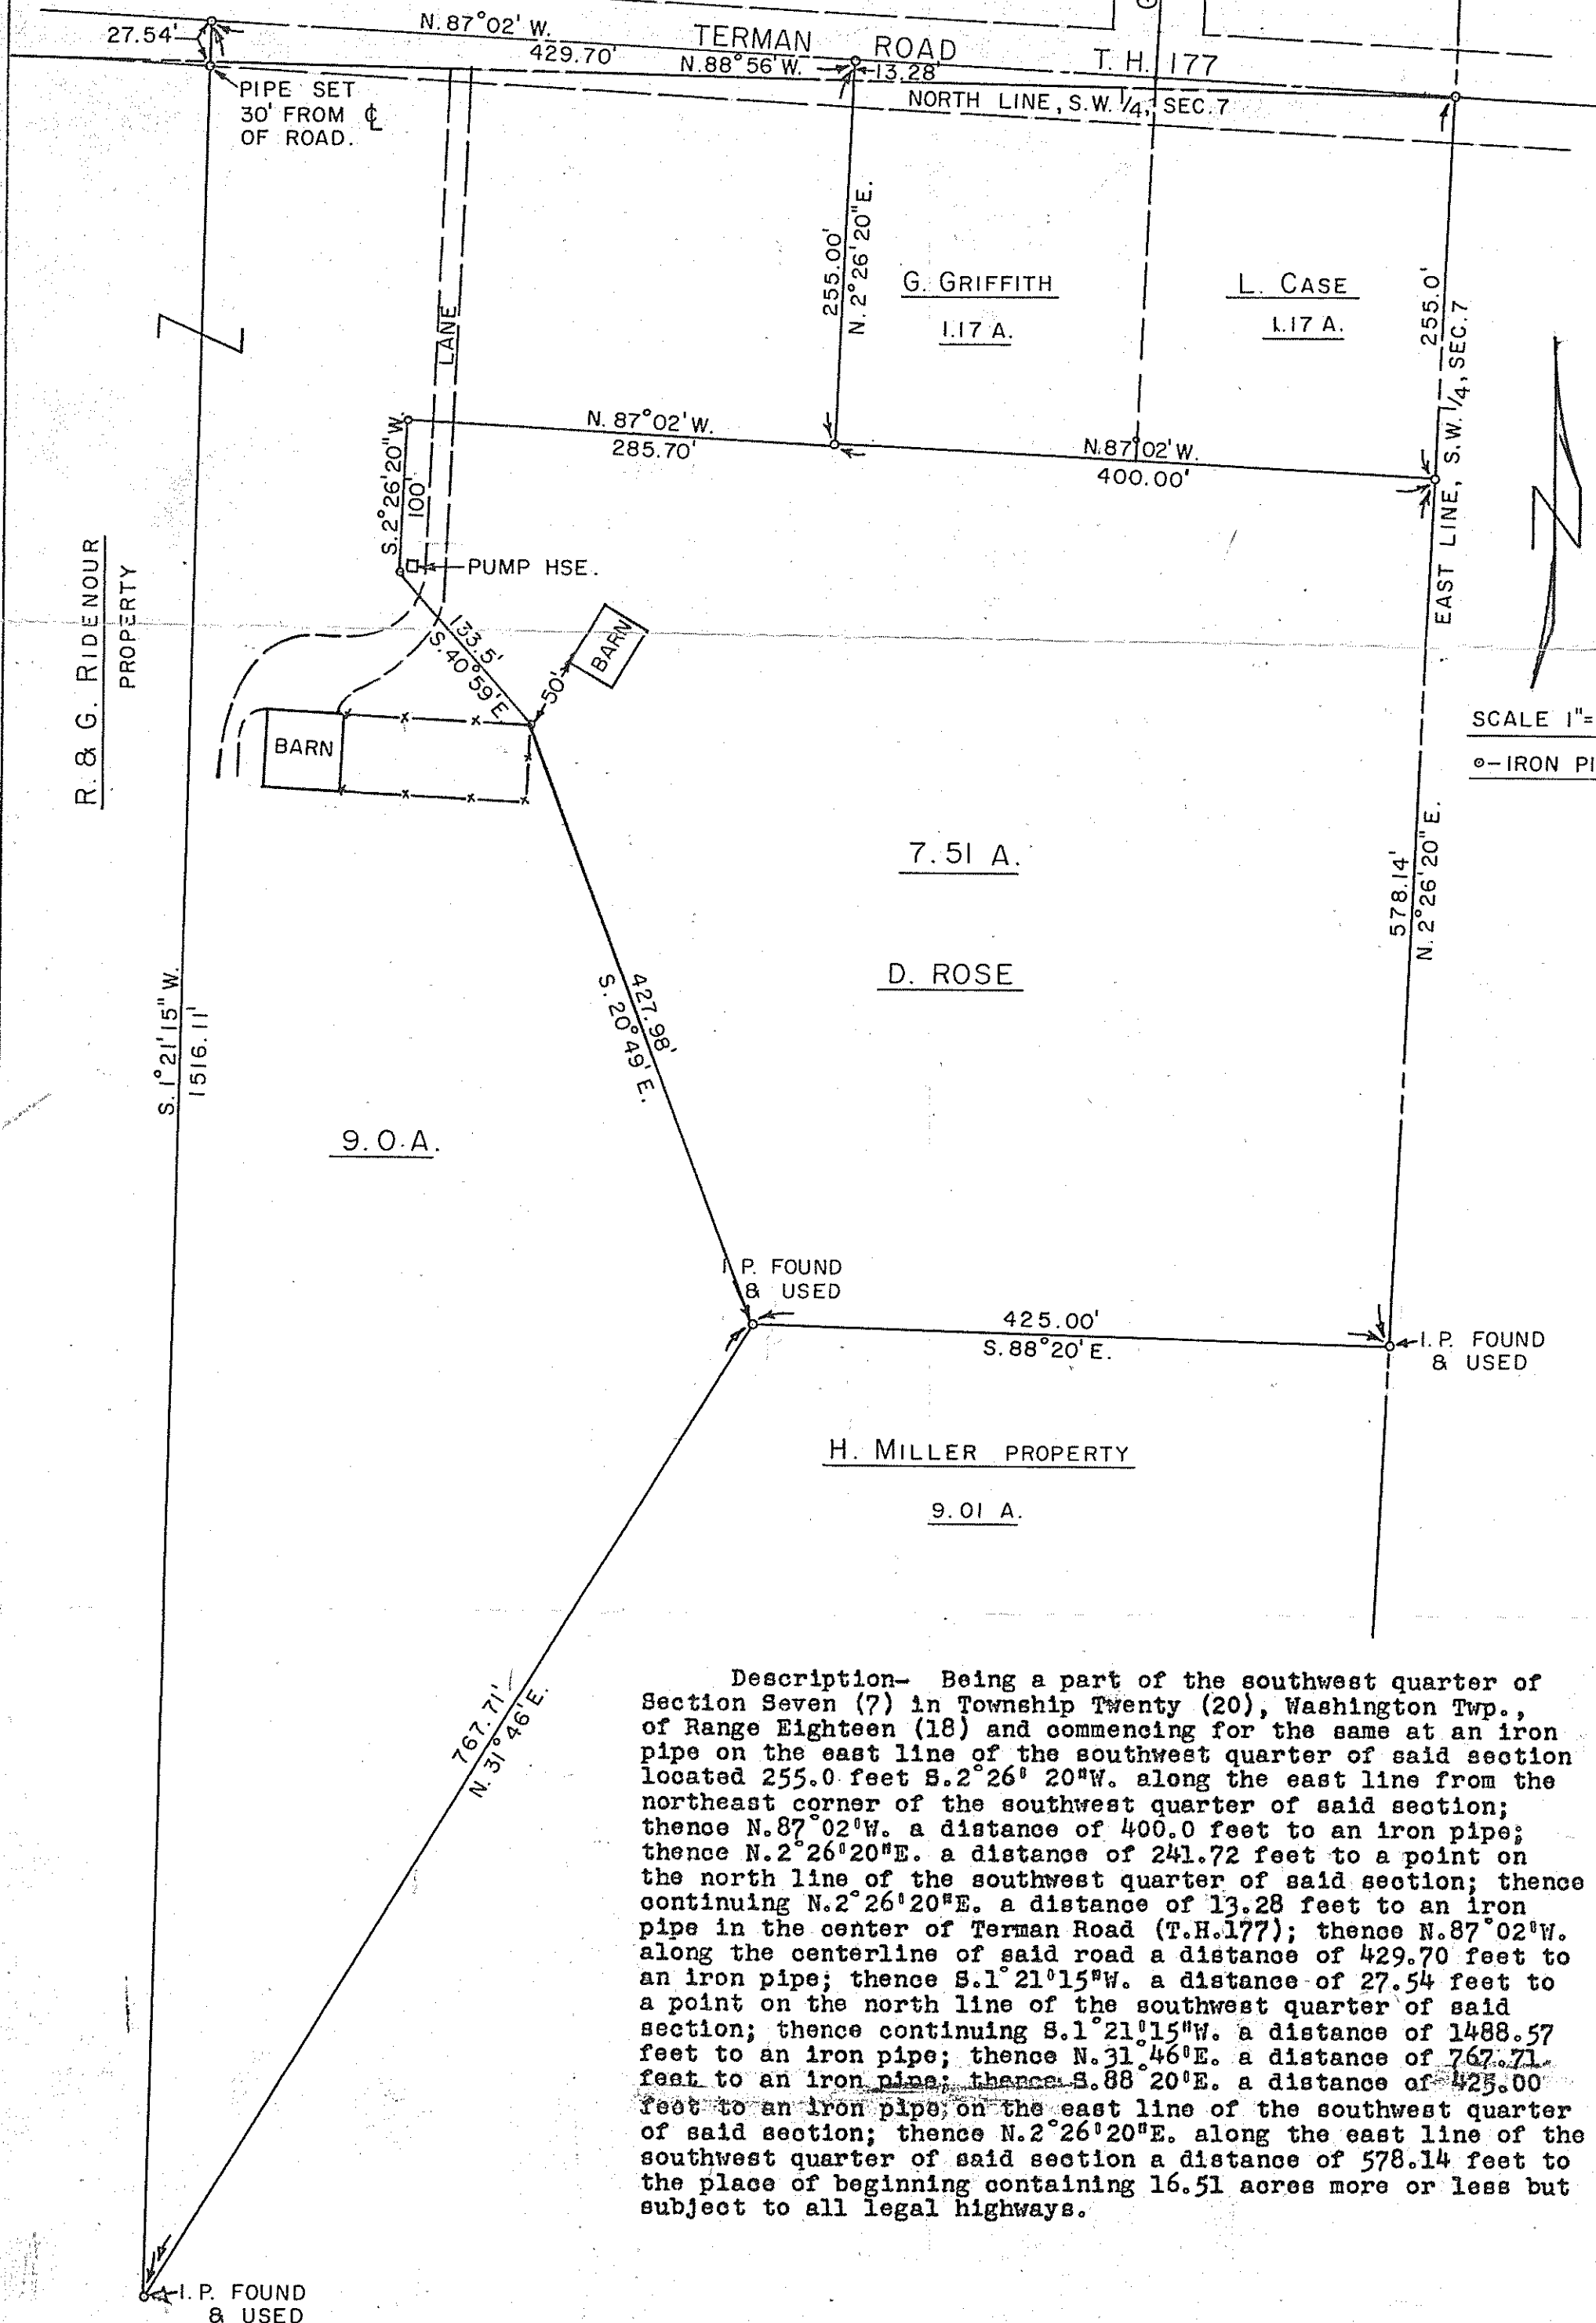 27.54'
N. 87°02' W.
429.70'
TERMAN ROAD
N. 88°56' W.
13.28'
T. H. 177
NORTH LINE, S.W. 1/4, SEC. 7
PIPE SET
30' FROM ℄
OF ROAD.
LANE
255.00'
N. 2°26'20" E.
G. GRIFFITH
1.17 A.
L. CASE
1.17 A.
255.0'
EAST LINE, S.W. 1/4, SEC. 7
N. 87°02' W.
285.70'
N. 87°02' W.
400.00'
S. 2°26'20" W.
100'
PUMP HSE.
R. & G. RIDENOUR
PROPERTY
133.5'
S. 40°59' E.
50'
BARN
BARN
SCALE 1"=
⊙-IRON PI
7.51 A.
D. ROSE
578.14'
N. 2°26'20" E.
427.98'
S. 20°49' E.
S. 1°21'15" W.
1516.11'
9.0 A.
I. P. FOUND
& USED
425.00'
S. 88°20' E.
I. P. FOUND
& USED
H. MILLER PROPERTY
9.01 A.
767.71'
N. 31°46' E.
Description- Being a part of the southwest quarter of
Section Seven (7) in Township Twenty (20), Washington Twp.,
of Range Eighteen (18) and commencing for the same at an iron
pipe on the east line of the southwest quarter of said section
located 255.0 feet S.2°26' 20"W. along the east line from the
northeast corner of the southwest quarter of said section;
thence N.87°02'W. a distance of 400.0 feet to an iron pipe;
thence N.2°26'20"E. a distance of 241.72 feet to a point on
the north line of the southwest quarter of said section; thence
continuing N.2°26'20"E. a distance of 13.28 feet to an iron
pipe in the center of Terman Road (T.H.177); thence N.87°02'W.
along the centerline of said road a distance of 429.70 feet to
an iron pipe; thence S.1°21'15"W. a distance of 27.54 feet to
a point on the north line of the southwest quarter of said
section; thence continuing S.1°21'15"W. a distance of 1488.57
feet to an iron pipe; thence N.31°46'E. a distance of 767.71
feet to an iron pipe; thence S.88°20'E. a distance of 425.00
feet to an iron pipe on the east line of the southwest quarter
of said section; thence N.2°26'20"E. along the east line of the
southwest quarter of said section a distance of 578.14 feet to
the place of beginning containing 16.51 acres more or less but
subject to all legal highways.
I. P. FOUND
& USED